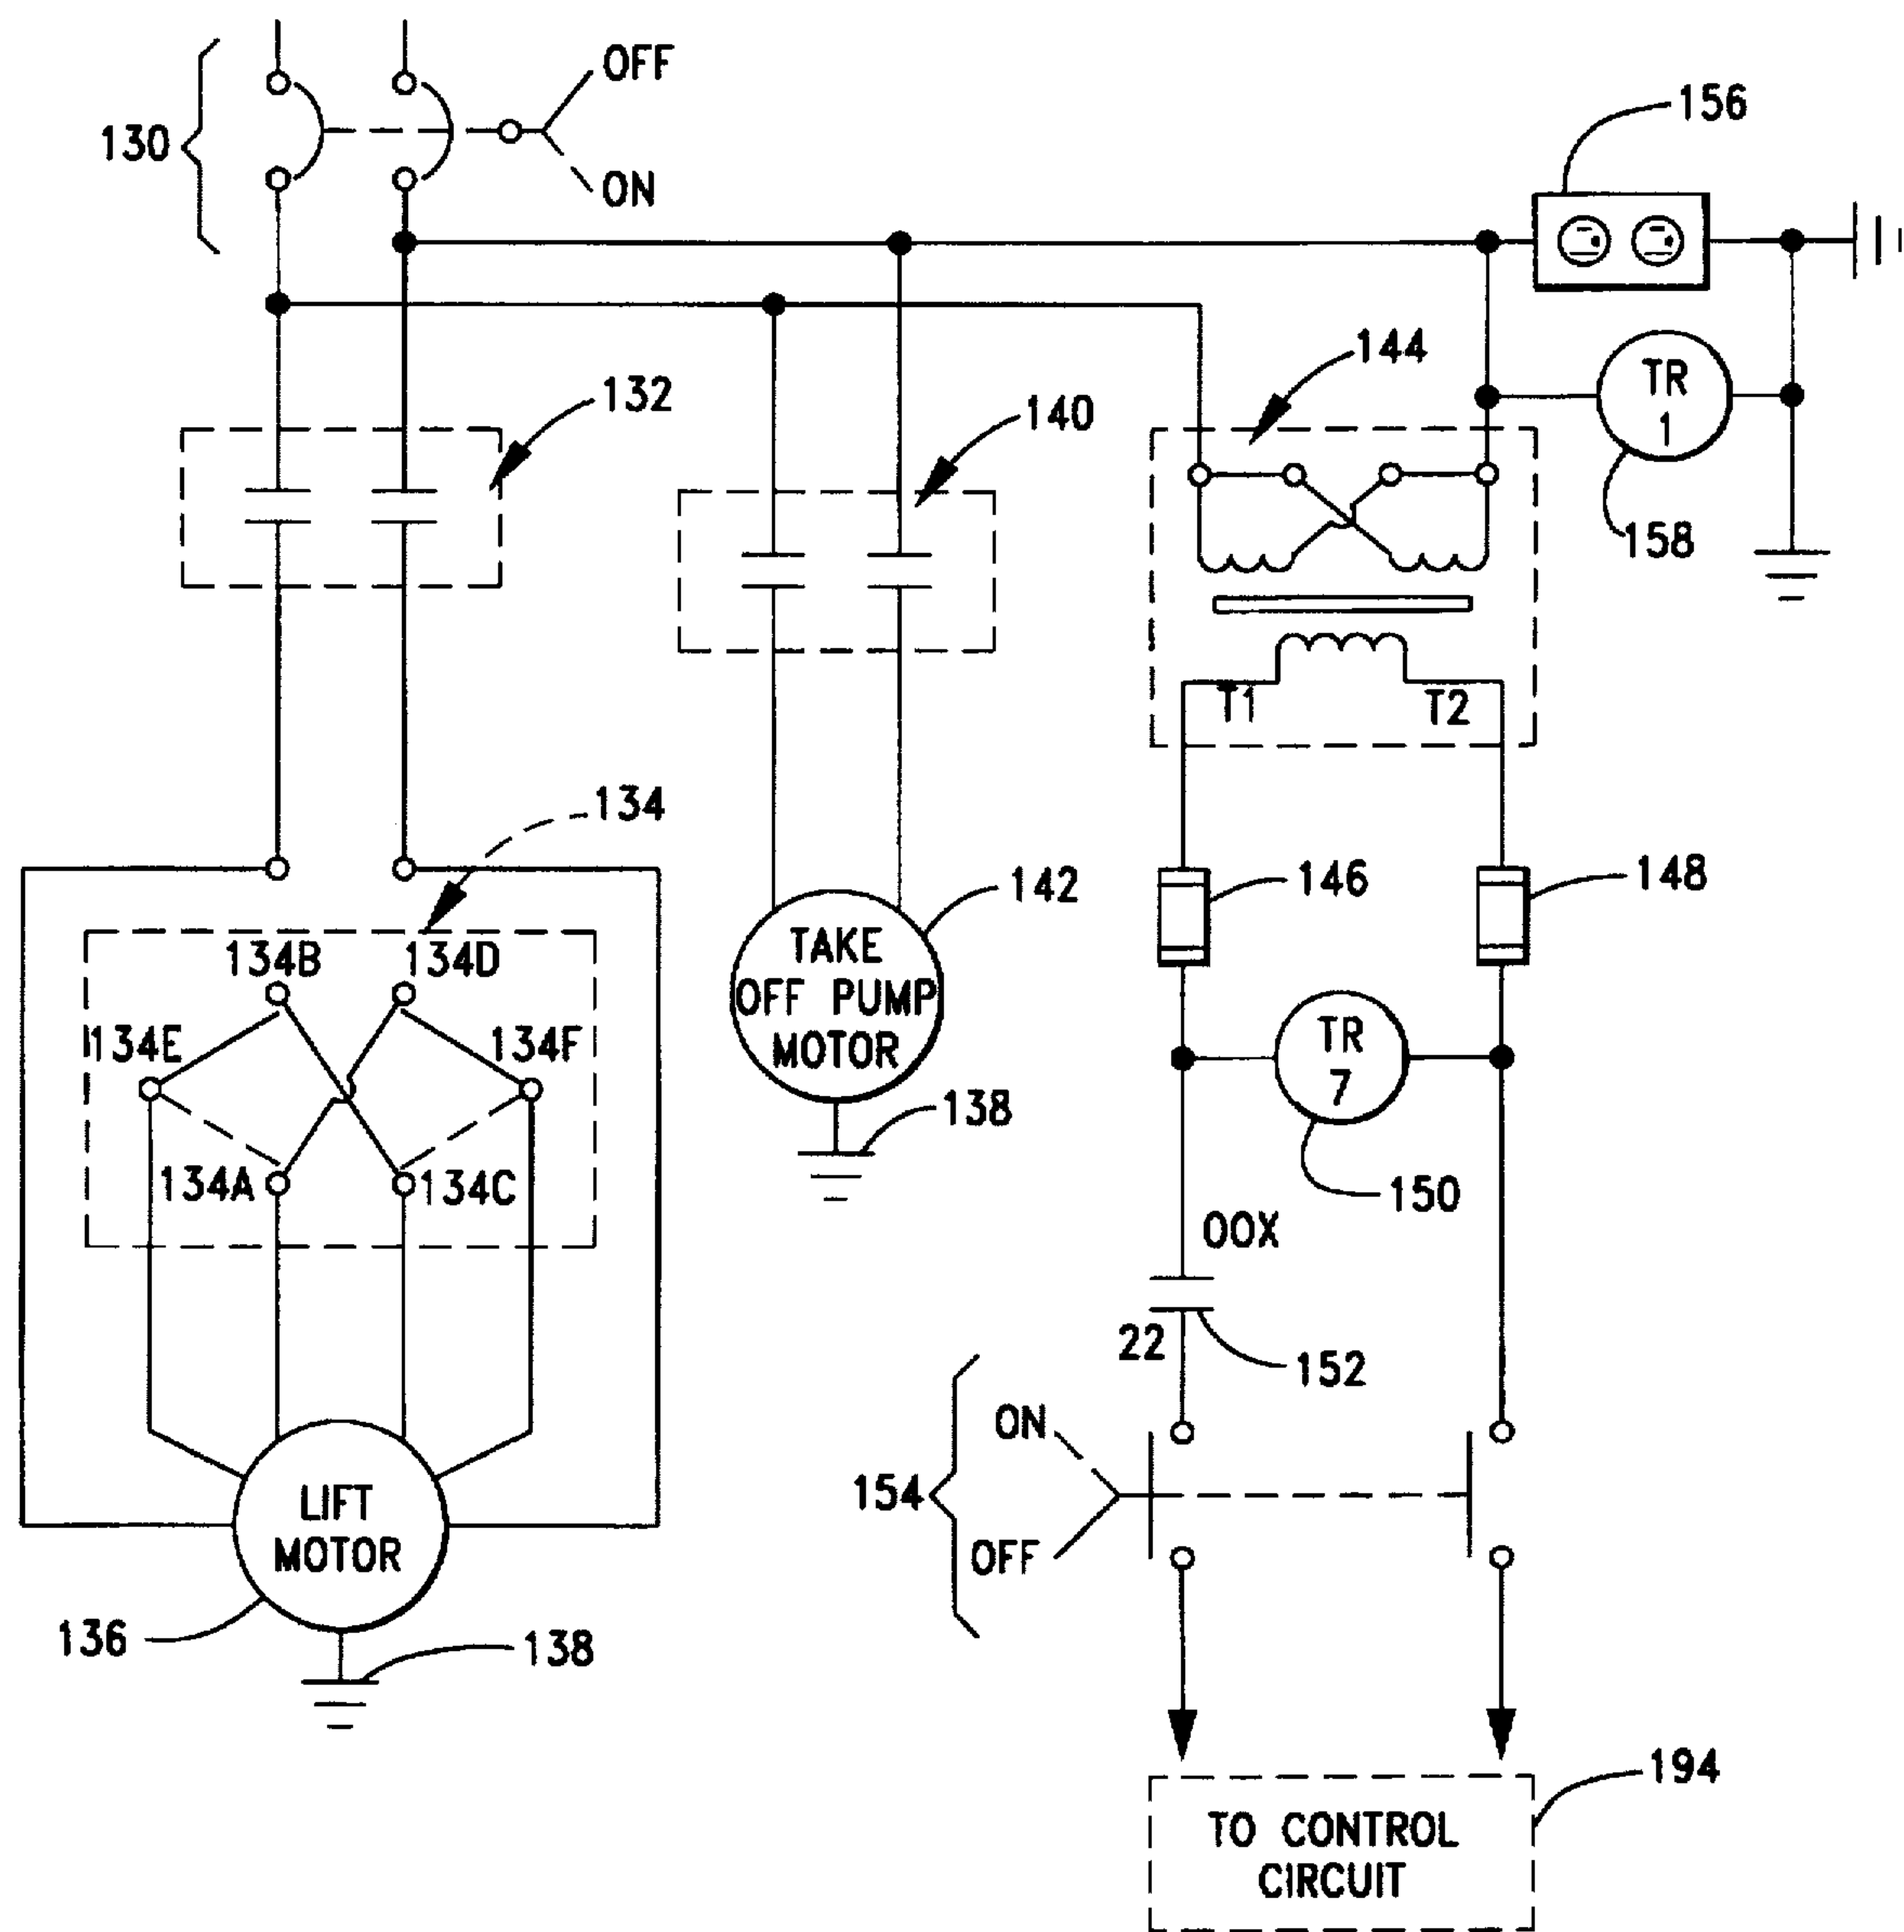 OFF
130
ON
156
144
132
TR
1
140
158
T1
T2
134
146
148
142
134B
134D
TAKE
OFF PUMP
MOTOR
134E
134F
TR
7
138
134A
134C
150
OOX
22
152
ON
154
LIFT
MOTOR
OFF
136
138
194
TO CONTROL
CIRCUIT